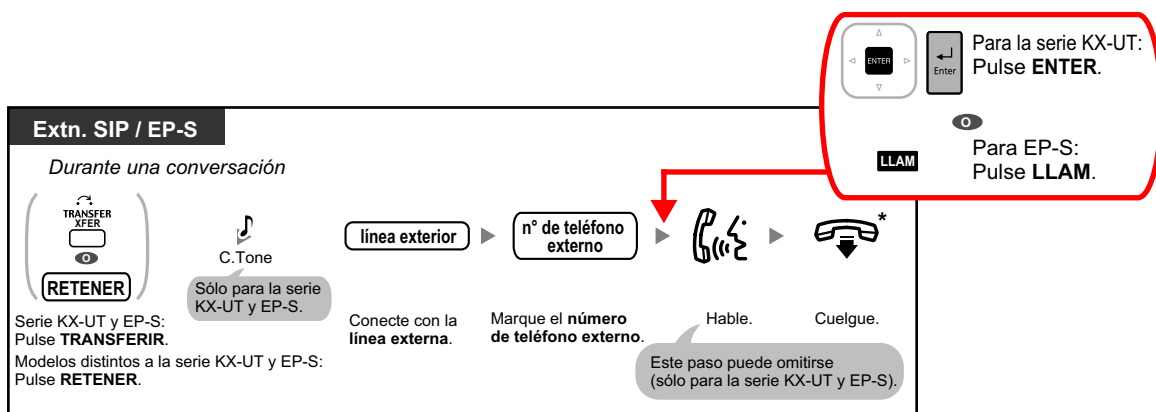 ENTER
Enter
Para la serie KX-UT:
Pulse ENTER.
O
LLAM
Para EP-S:
Pulse LLAM.
Extn. SIP / EP-S
Durante una conversación
TRANSFER
XFER
O
RETENER
Serie KX-UT y EP-S:
Pulse TRANSFERIR.
Modelos distintos a la serie KX-UT y EP-S:
Pulse RETENER.
C.Tone
Sólo para la serie
KX-UT y EP-S.
línea exterior
Conecte con la
línea externa.
n° de teléfono
externo
Marque el número
de teléfono externo.
Hable.
Este paso puede omitirse
(sólo para la serie KX-UT y EP-S).
*
Cuelgue.